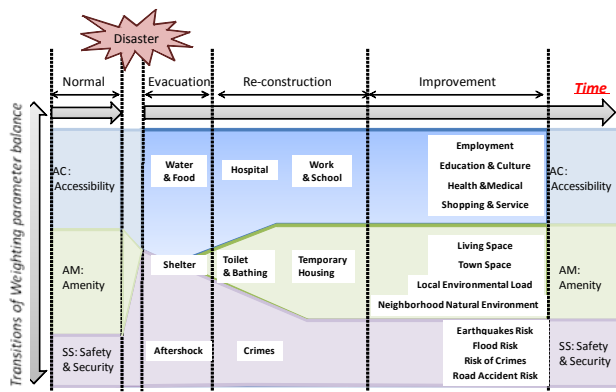 Disaster
Normal
Evacuation
Re-construction
Improvement
Time
Transitions of Weighting parameter balance
AC:
Accessibility
Water
& Food
Hospital
Work
& School
Employment
Education & Culture
Health &Medical
Shopping & Service
AC:
Accessibility
AM:
Amenity
Shelter
Toilet
& Bathing
Temporary
Housing
Living Space
Town Space
Local Environmental Load
Neighborhood Natural Environment
AM:
Amenity
SS: Safety
& Security
Aftershock
Crimes
Earthquakes Risk
Flood Risk
Risk of Crimes
Road Accident Risk
SS: Safety
& Security